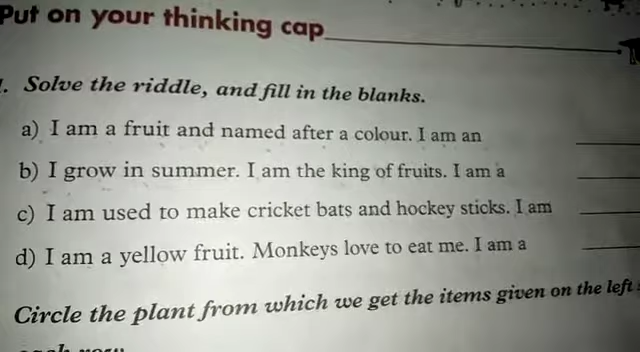 Put on your thinking cap
. Solve the riddle, and fill in the blanks.
a) I am a fruit and named after a colour. I am an
b) I grow in summer. I am the king of fruits. I am a
c) I am used to make cricket bats and hockey sticks. I am
d) I am a yellow fruit. Monkeys love to eat me. I am a
Circle the plant from which we get the items given on the left
each row